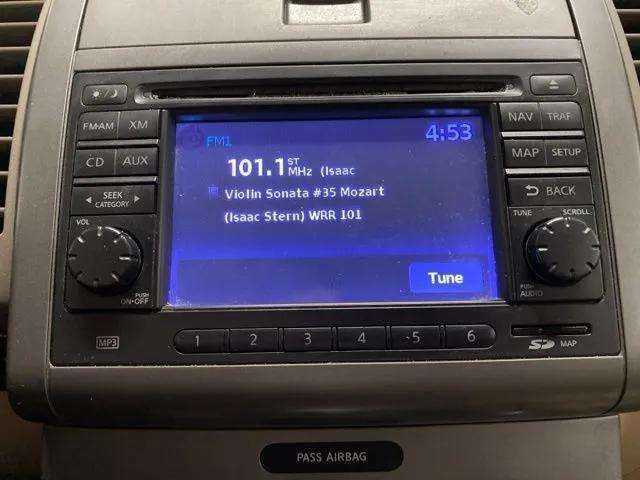 FM·AM XM NAV TRAF
FM1 4:53
101.1 ST MHz (Isaac
CD AUX MAP SETUP
Violin Sonata #35 Mozart
SEEK CATEGORY BACK
(Isaac Stern) WRR 101
VOL TUNE SCROLL
Tune
PUSH ON•OFF PUSH AUDIO
MP3 1 2 3 4 5 6 SD MAP
PASS AIRBAG